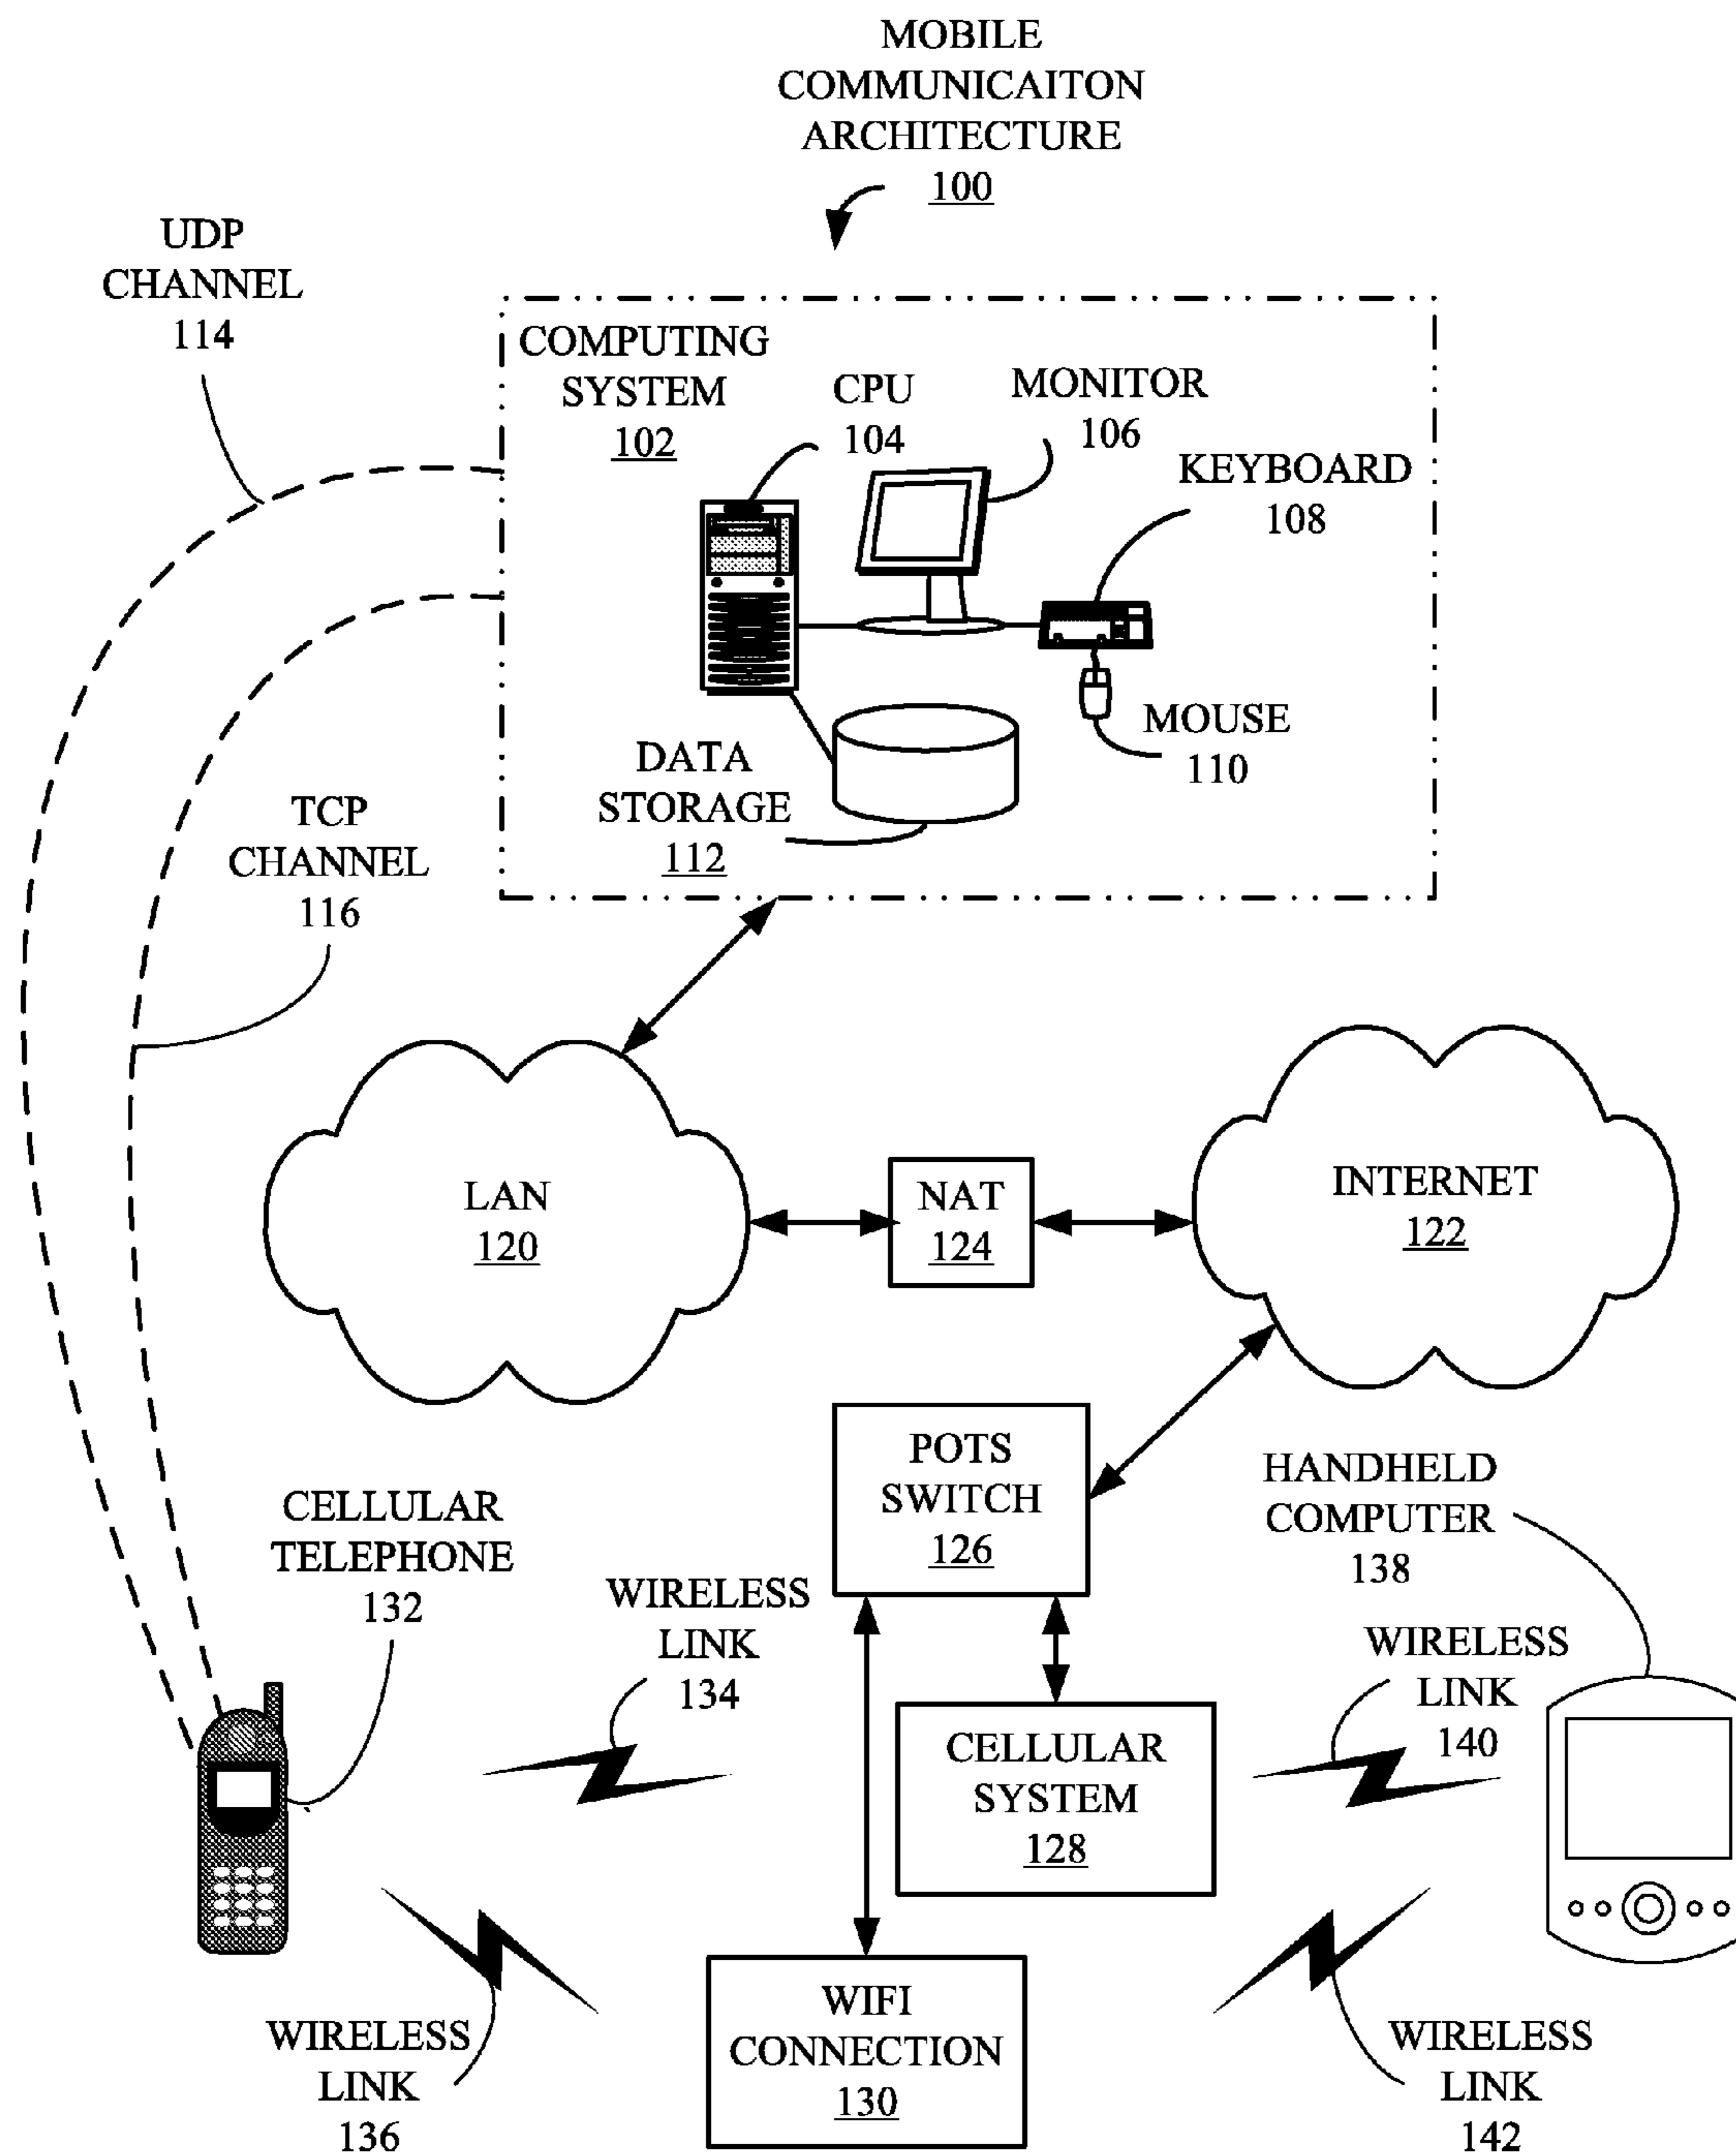 MOBILE
COMMUNICAITON
ARCHITECTURE
100
UDP
CHANNEL
114
COMPUTING
SYSTEM
102
CPU
104
MONITOR
106
KEYBOARD
108
MOUSE
110
DATA
STORAGE
112
TCP
CHANNEL
116
LAN
120
NAT
124
INTERNET
122
POTS
SWITCH
126
HANDHELD
COMPUTER
138
CELLULAR
TELEPHONE
132
WIRELESS
LINK
134
WIRELESS
LINK
140
CELLULAR
SYSTEM
128
WIFI
CONNECTION
130
WIRELESS
LINK
136
WIRELESS
LINK
142